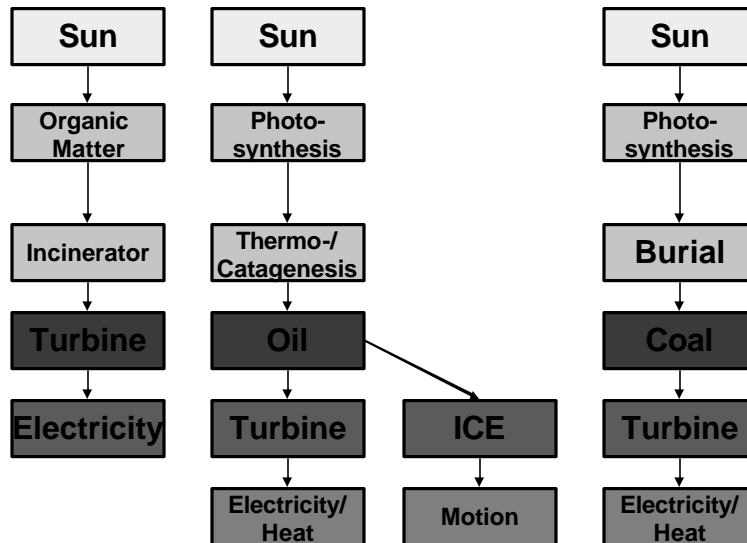 Sun
Sun
Sun
Organic
Matter
Photo-
synthesis
Photo-
synthesis
Incinerator
Thermo-/
Catagenesis
Burial
Turbine
Oil
Coal
Electricity
Turbine
ICE
Turbine
Electricity/
Heat
Motion
Electricity/
Heat